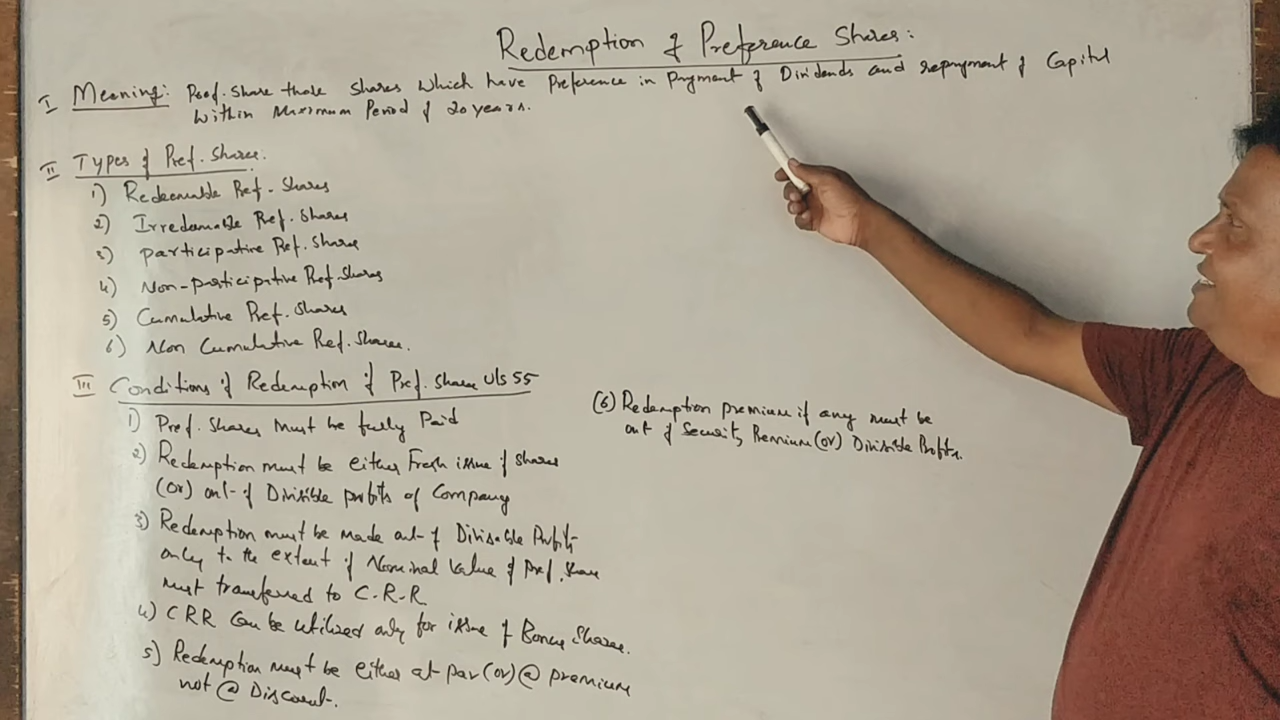 Redemption of Preference Shares:
I Meaning: Pref. Share those Shares which have Preference in Payment of Dividends and repayment of Capital
Within Maximum Period of 20 years.
II Types of Pref. Shares:
1) Redeemable Pref. Shares
2) Irredamable Pref. Shares
3) participative Pref. Shares
4) Non-participative Pref. Shares
5) Cumulative Pref. Shares
6) Non Cumulative Pref. Shares.
III Conditions of Redemption of Pref. Share U/s 55
1) Pref. Shares Must be fully Paid
2) Redemption must be either Fresh issue of shares
(or) out of Divisible profits of Company
3) Redemption must be made out of Divisable Profits
only to the extent of Nominal Value of Pref. Share
must transferred to C.R.R.
4) CRR Can be utilized only for issue of Bonus Shares.
5) Redemption must be either at par (or) @ premium
not @ Discount.
(6) Redemption premium if any must be
out of Security Premium (or) Divisible Profits.